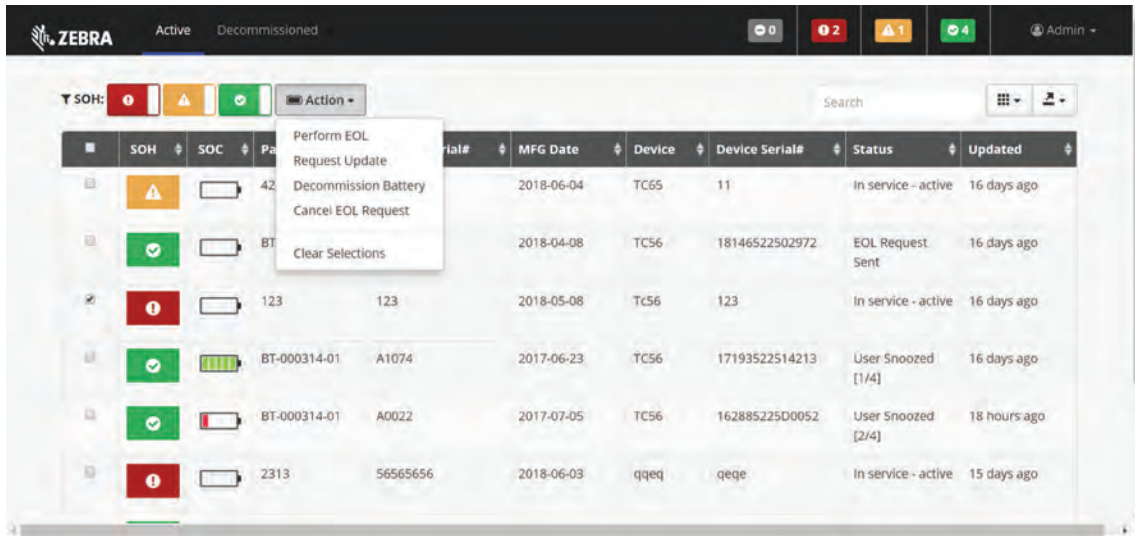 ZEBRA Active Decommissioned 0 2 1 4 Admin
SOH: Action Search
Perform EOL
Request Update
Decommission Battery
Cancel EOL Request
Clear Selections
SOH SOC Pa rial# MFG Date Device Device Serial# Status Updated
42 2018-06-04 TC65 11 In service - active 16 days ago
BT 2018-04-08 TC56 18146522502972 EOL Request 16 days ago
Sent
123 123 2018-05-08 Tc56 123 In service - active 16 days ago
BT-000314-01 A1074 2017-06-23 TC56 17193522514213 User Snoozed 16 days ago
[1/4]
BT-000314-01 A0022 2017-07-05 TC56 162885225D0052 User Snoozed 18 hours ago
[2/4]
2313 56565656 2018-06-03 qqeq qeqe In service - active 15 days ago